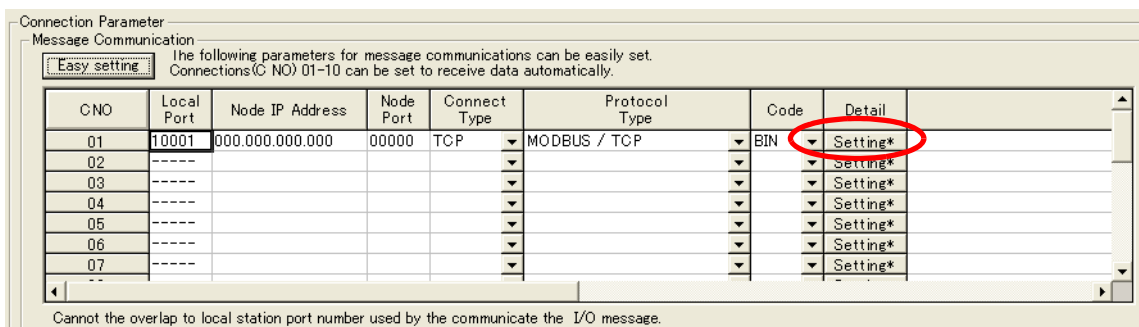 Connection Parameter
Message Communication
Easy setting
The following parameters for message communications can be easily set.
Connections(C NO) 01-10 can be set to receive data automatically.
CNO Local Port Node IP Address Node Port Connect Type Protocol Type Code Detail
01 10001 000.000.000.000 00000 TCP MODBUS / TCP BIN Setting*
02 ----- Setting*
03 ----- Setting*
04 ----- Setting*
05 ----- Setting*
06 ----- Setting*
07 ----- Setting*
Cannot the overlap to local station port number used by the communicate the I/O message.